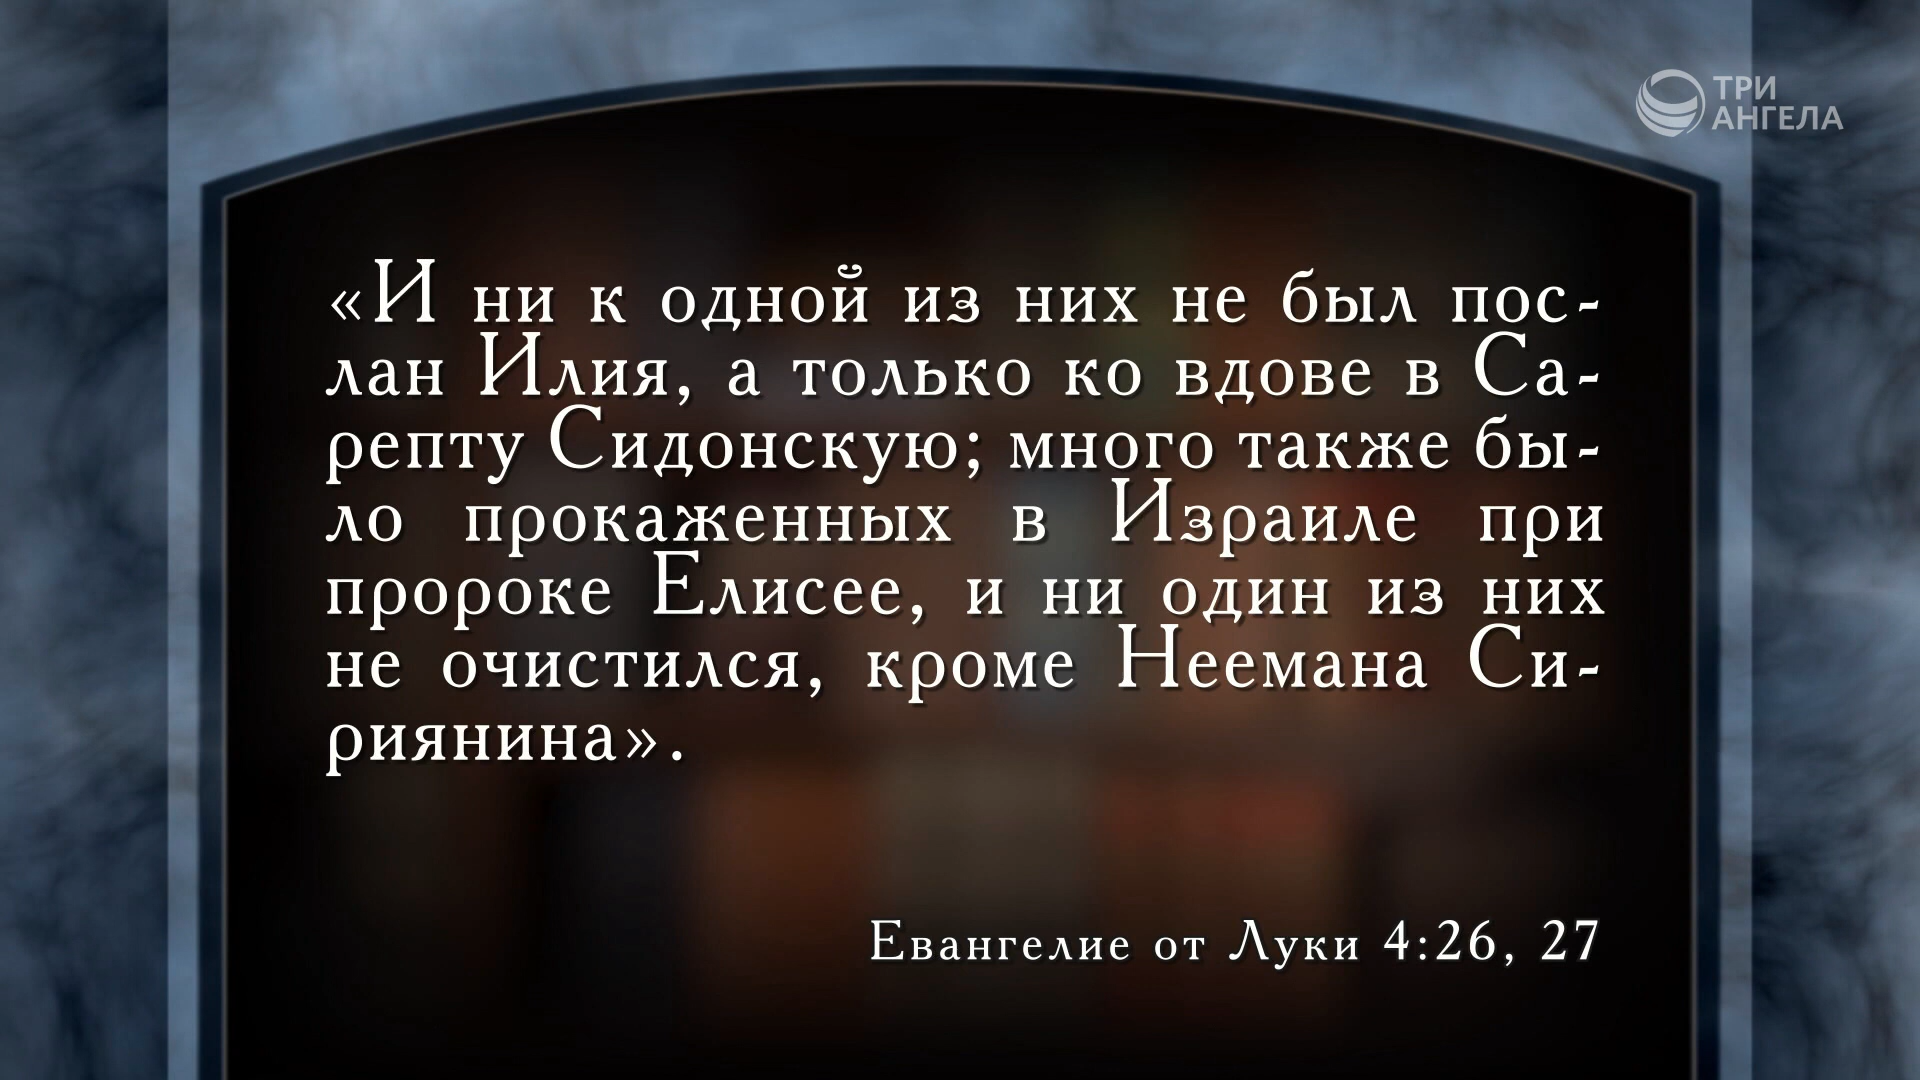 ТРИ
АНГЕЛА
«И ни к одной из них не был пос-
лан Илия, а только ко вдове в Са-
репту Сидонскую; много также бы-
ло прокаженных в Израиле при
пророке Елисее, и ни один из них
не очистился, кроме Неемана Си-
риянина».
Евангелие от Луки 4:26, 27